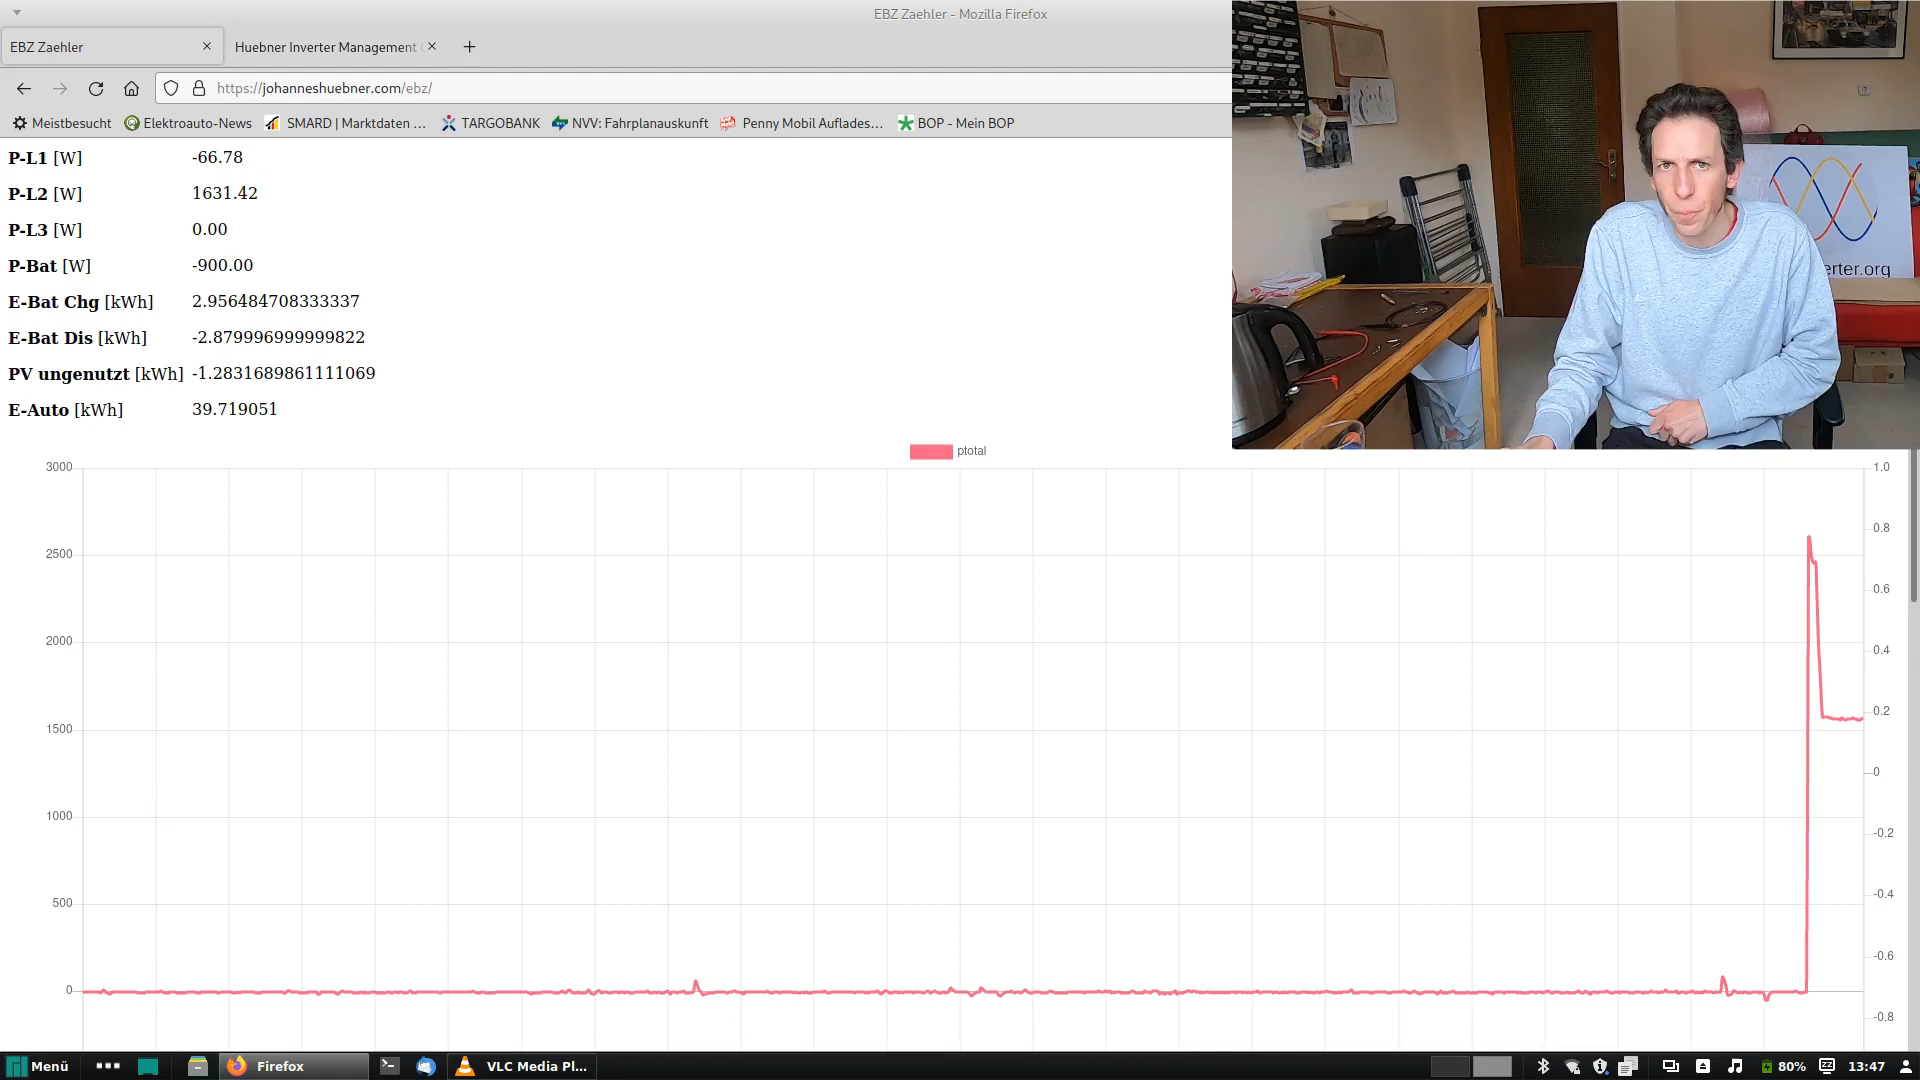 EBZ Zaehler - Mozilla Firefox
EBZ Zaehler
Huebner Inverter Management
https://johanneshuebner.com/ebz/
Meistbesucht
Elektroauto-News
SMARD | Marktdaten ...
TARGOBANK
NVV: Fahrplanauskunft
Penny Mobil Auflades...
BOP - Mein BOP
P-L1 [W] -66.78
P-L2 [W] 1631.42
P-L3 [W] 0.00
P-Bat [W] -900.00
E-Bat Chg [kWh] 2.956484708333337
E-Bat Dis [kWh] -2.879996999999822
PV ungenutzt [kWh] -1.2831689861111069
E-Auto [kWh] 39.719051
erter.org
ptotal
3000
2500
2000
1500
1000
500
0
1.0
0.8
0.6
0.4
0.2
0
-0.2
-0.4
-0.6
-0.8
Menü
Firefox
VLC Media Pl...
80%
13:47